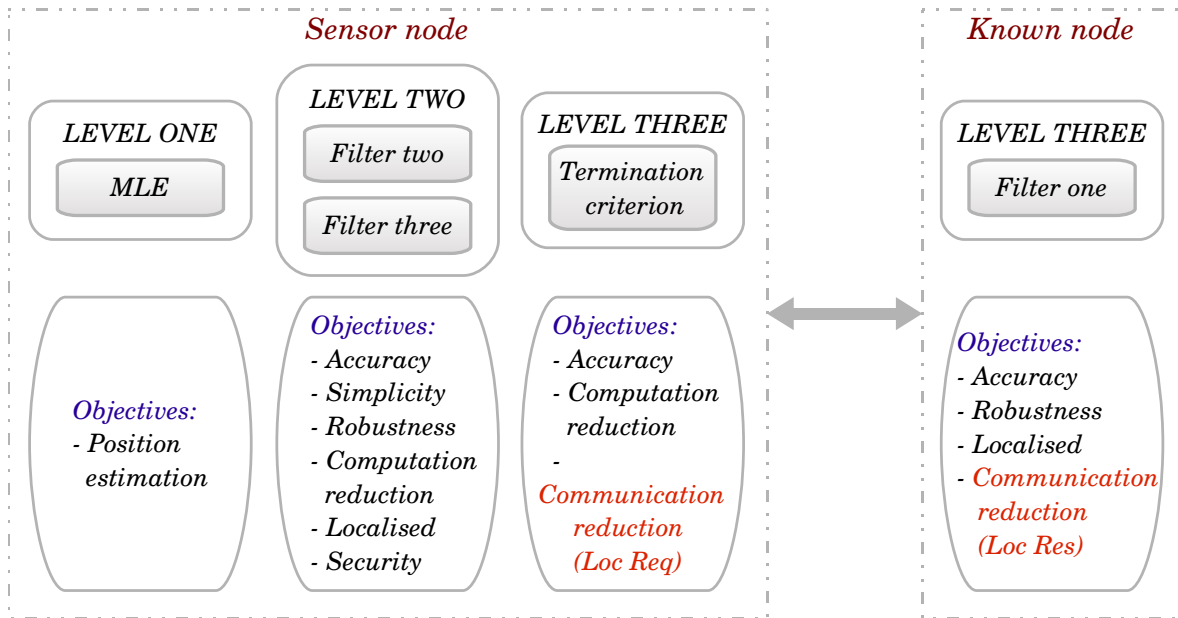 Sensor node
LEVEL ONE
MLE
LEVEL TWO
Filter two
Filter three
LEVEL THREE
Termination
criterion
Objectives:
- Position
estimation
Objectives:
- Accuracy
- Simplicity
- Robustness
- Computation
reduction
- Localised
- Security
Objectives:
- Accuracy
- Computation
reduction
-
Communication
reduction
(Loc Req)
Known node
LEVEL THREE
Filter one
Objectives:
- Accuracy
- Robustness
- Localised
- Communication
reduction
(Loc Res)